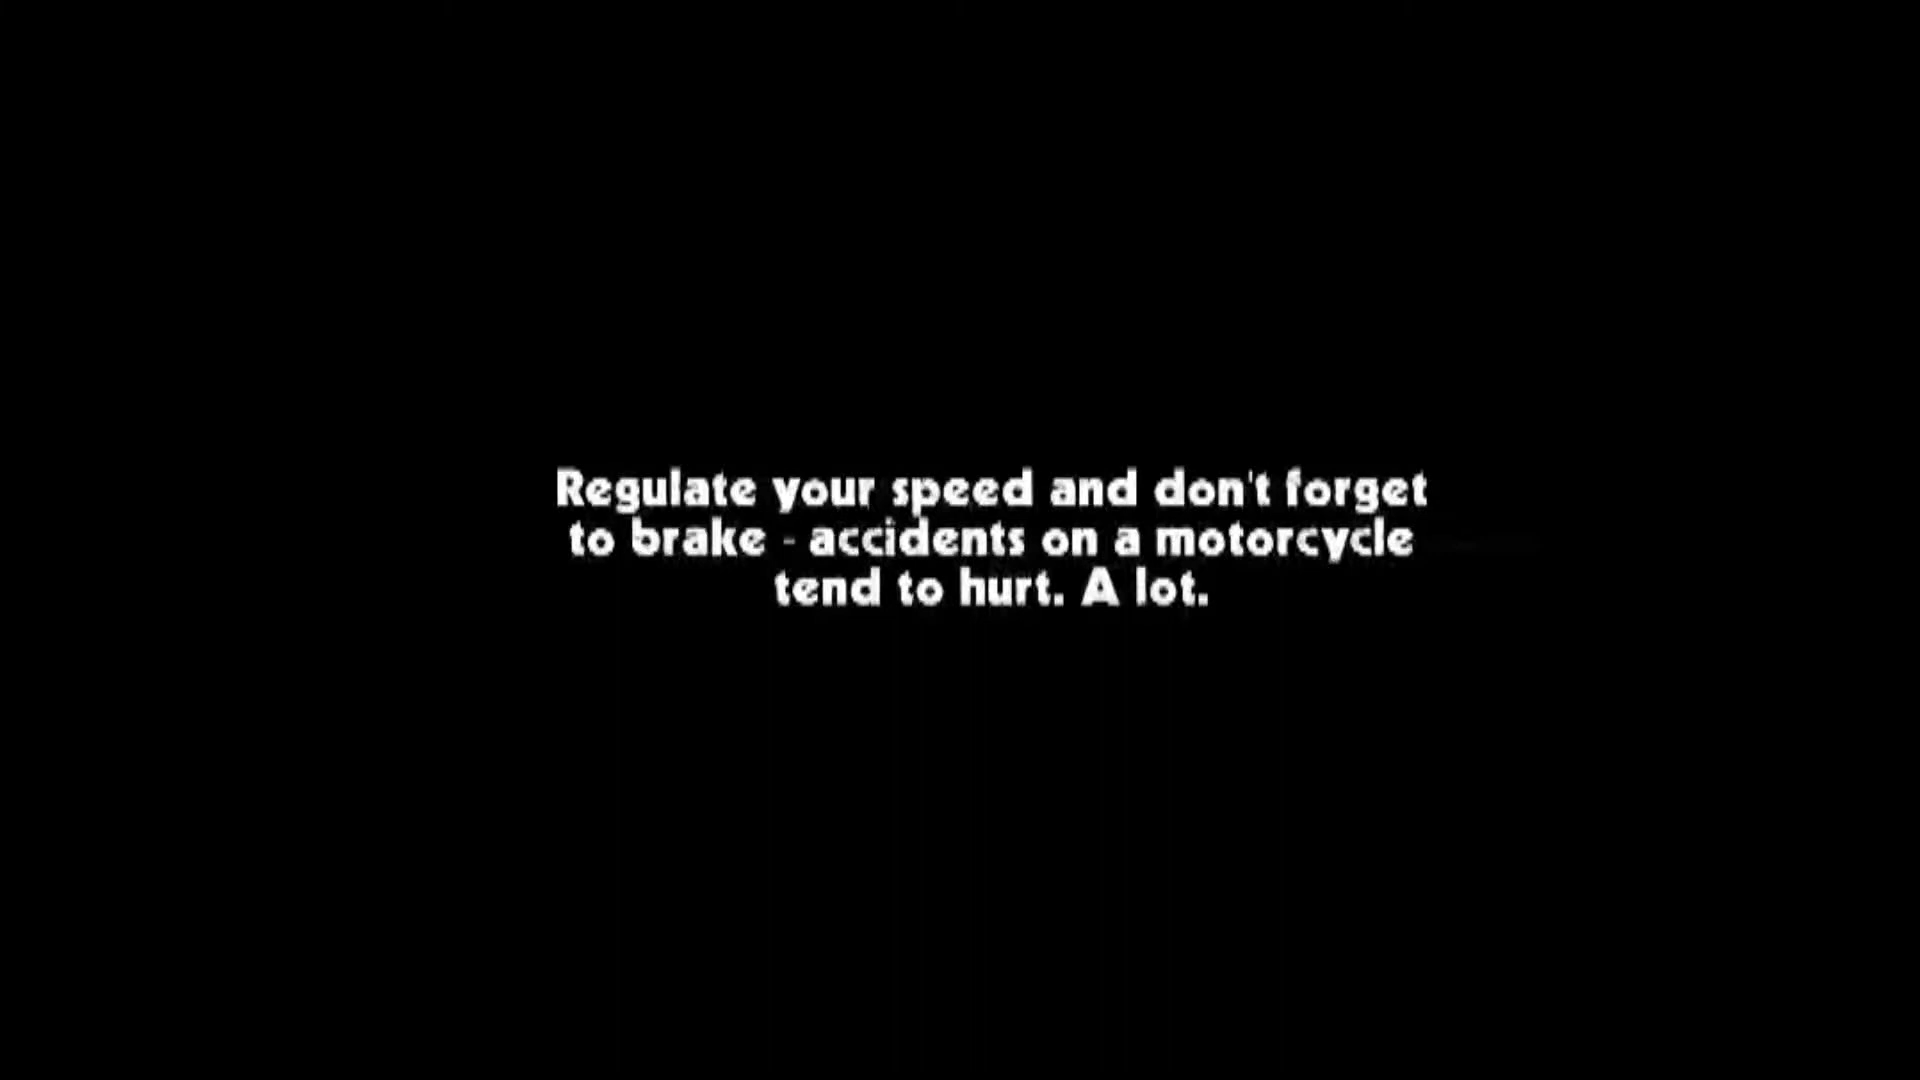 Regulate your speed and don't forget
to brake - accidents on a motorcycle
tend to hurt. A lot.